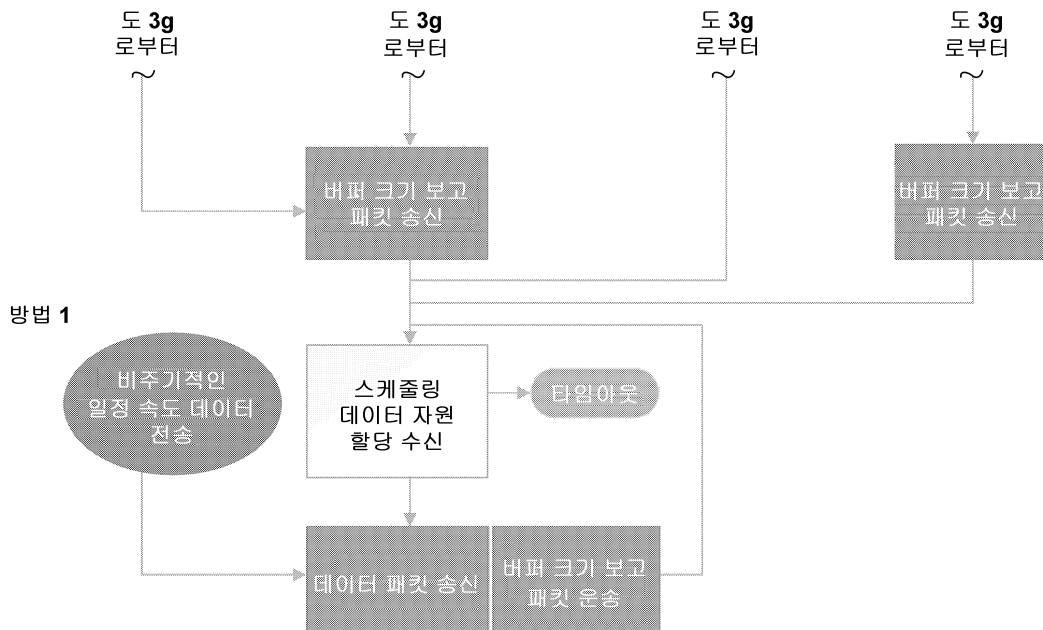 도 3g
로부터
도 3g
로부터
도 3g
로부터
도 3g
로부터
버퍼 크기 보고
패킷 송신
버퍼 크기 보고
패킷 송신
방법 1
비주기적인
일정 속도 데이터
전송
스케줄링
데이터 자원
할당 수신
타임아웃
데이터 패킷 송신
버퍼 크기 보고
패킷 운송